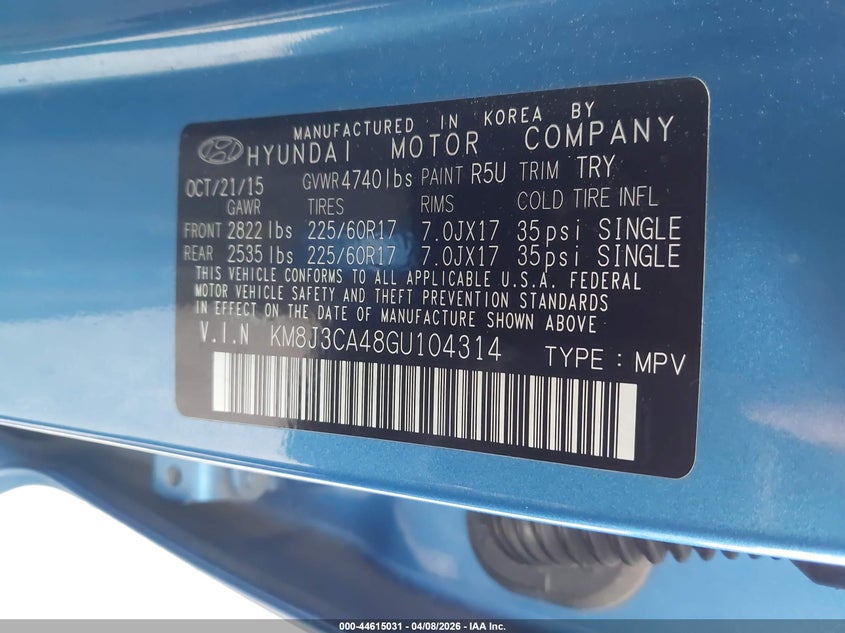 MANUFACTURED IN KOREA BY
HYUNDAI MOTOR COMPANY
OCT/21/15 GVWR 4740lbs PAINT R5U TRIM TRY
GAWR TIRES RIMS COLD TIRE INFL
FRONT 2822lbs 225/60R17 7.0JX17 35psi SINGLE
REAR 2535lbs 225/60R17 7.0JX17 35psi SINGLE
THIS VEHICLE CONFORMS TO ALL APPLICABLE U.S.A. FEDERAL
MOTOR VEHICLE SAFETY AND THEFT PREVENTION STANDARDS
IN EFFECT ON THE DATE OF MANUFACTURE SHOWN ABOVE
V.I.N KM8J3CA48GU104314 TYPE : MPV
000-44615031 - 04/08/2026 - IAA Inc.